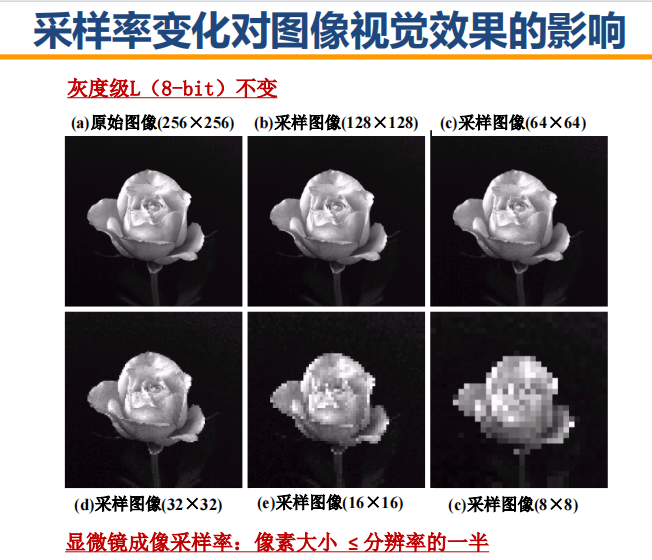 采样率变化对图像视觉效果的影响
灰度级L（8-bit）不变
(a)原始图像(256×256) (b)采样图像(128×128) (c)采样图像(64×64)
(d)采样图像(32×32) (e)采样图像(16×16) (c)采样图像(8×8)
显微镜成像采样率：像素大小 ≤分辨率的一半